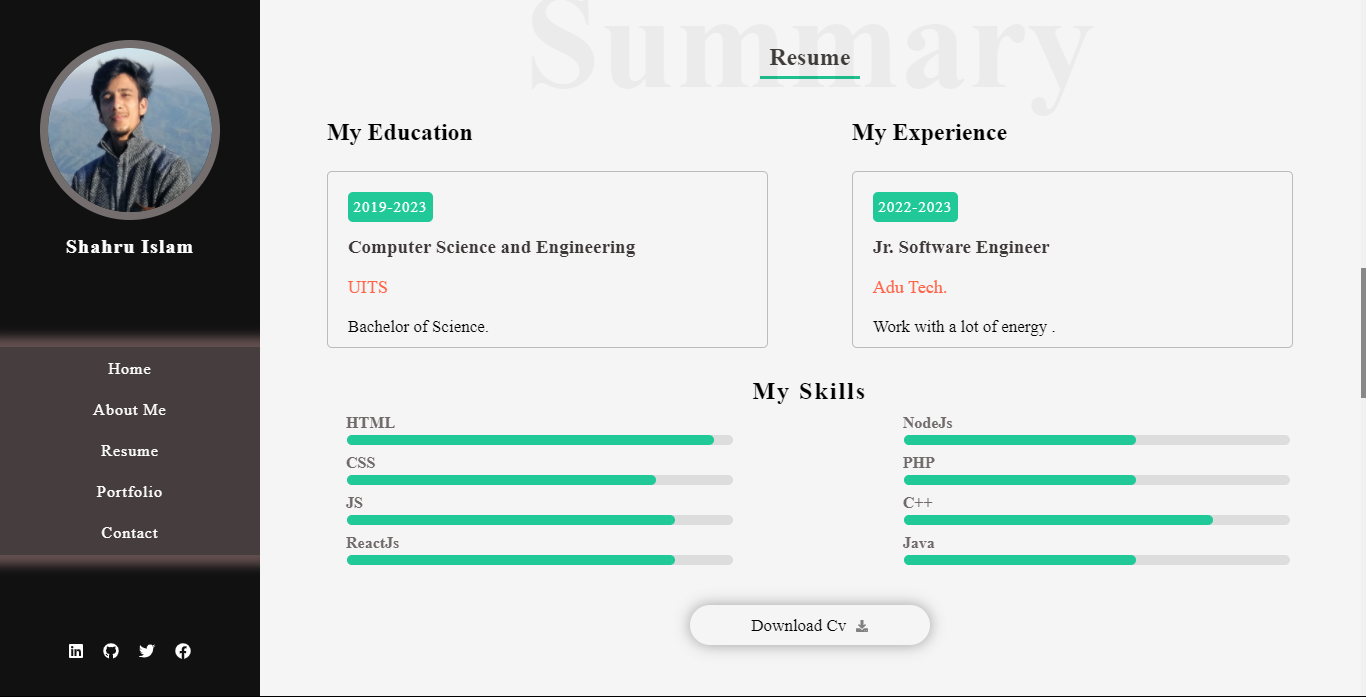 Shahru Islam
Home
About Me
Resume
Portfolio
Contact
Summary
Resume
My Education
2019-2023
Computer Science and Engineering
UITS
Bachelor of Science.
My Experience
2022-2023
Jr. Software Engineer
Adu Tech.
Work with a lot of energy .
My Skills
HTML
CSS
JS
ReactJs
NodeJs
PHP
C++
Java
Download Cv